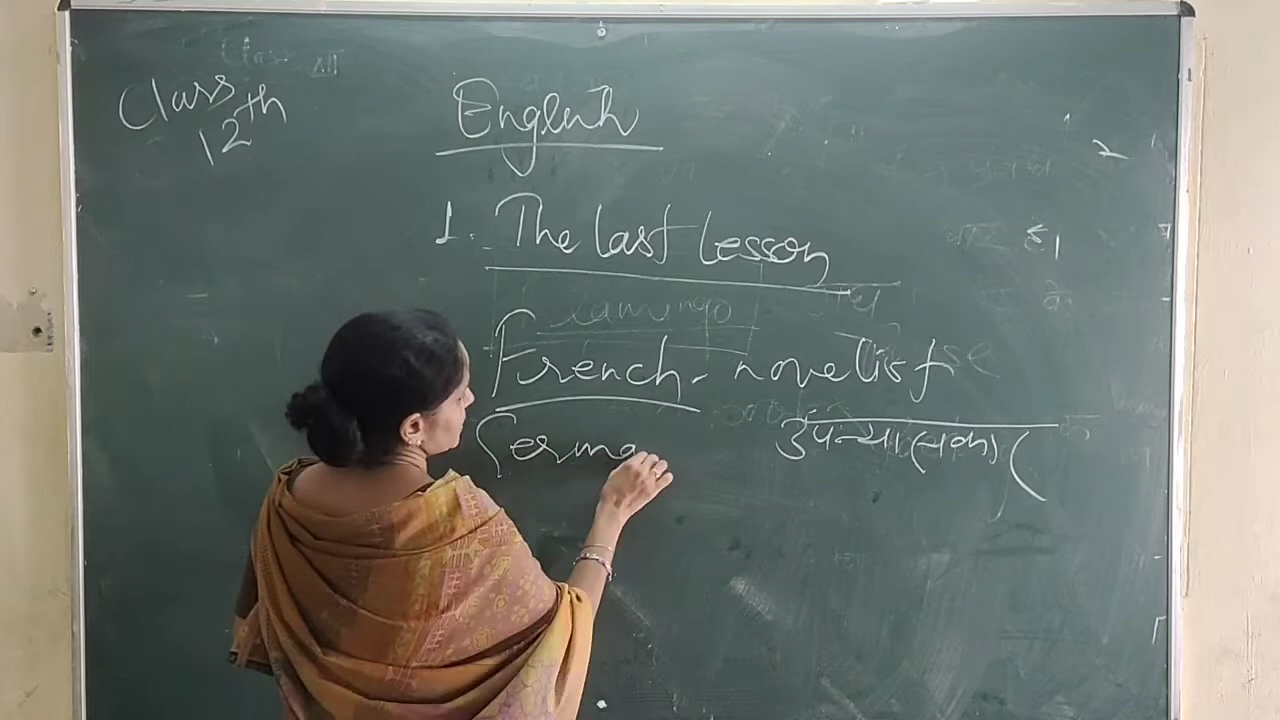 Class
12th
English
1. The last lesson
French - novelist
Germa
उपन्यासकार